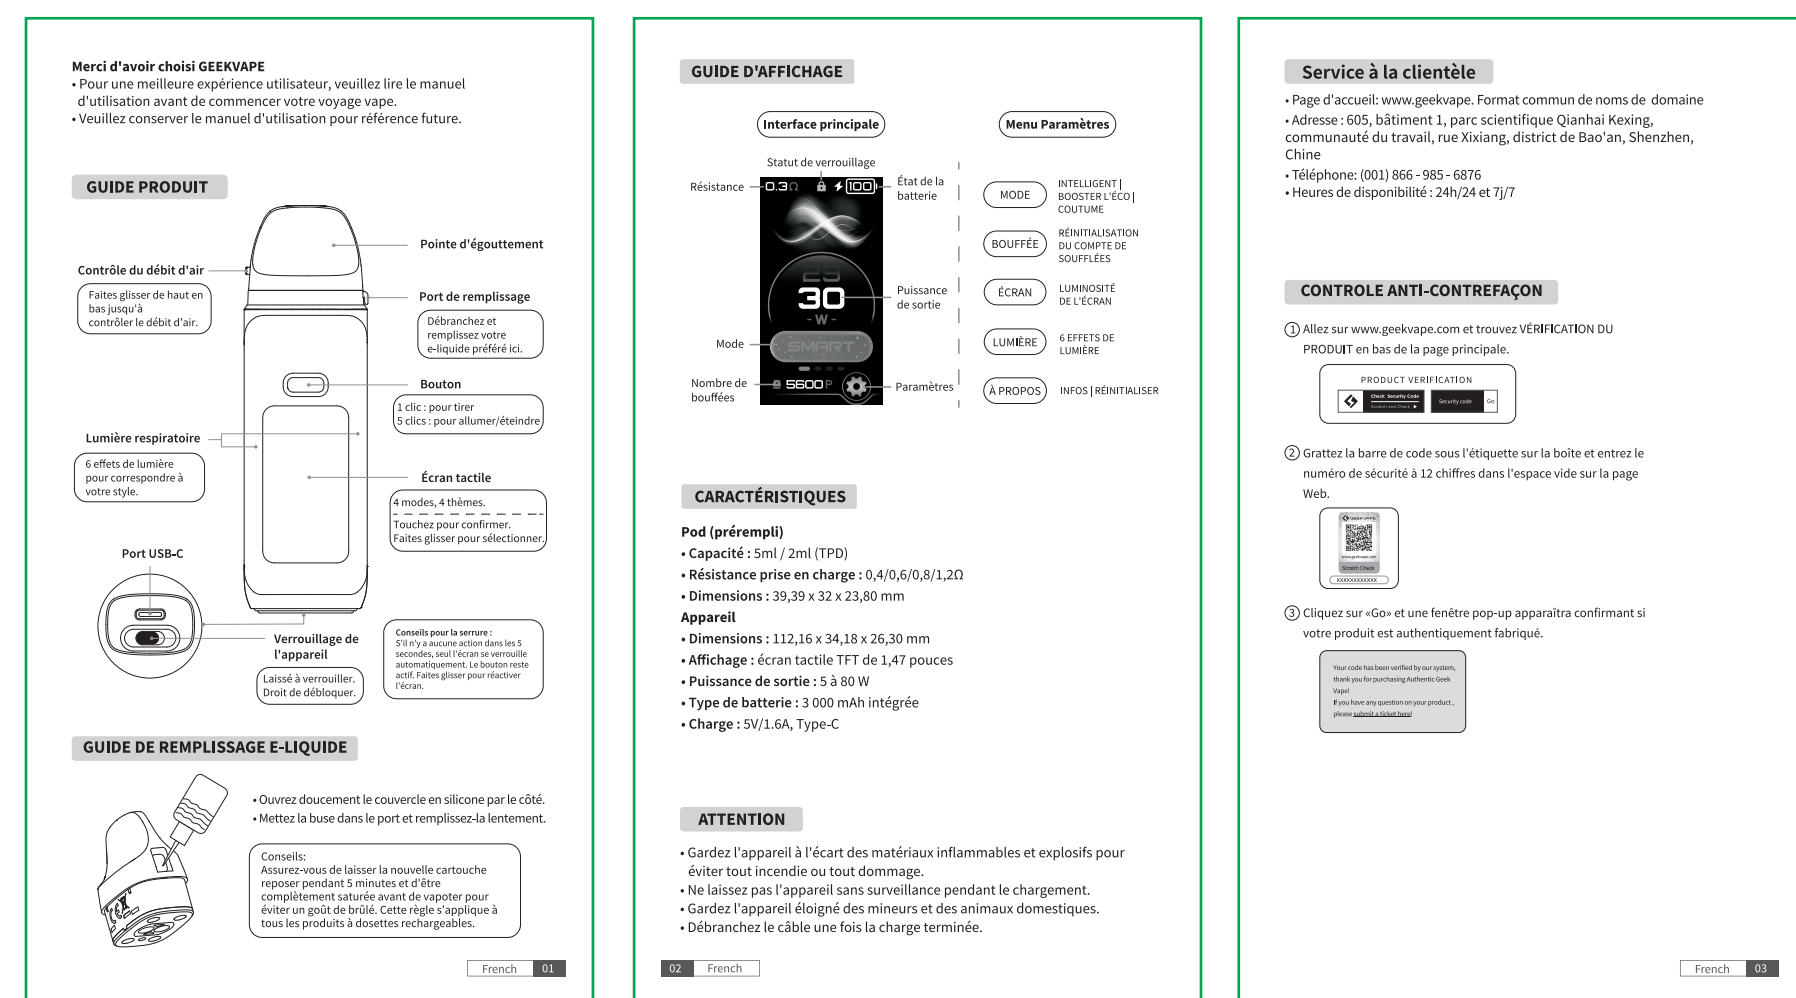 Merci d'avoir choisi GEEKVAPE
• Pour une meilleure expérience utilisateur, veuillez lire le manuel
d'utilisation avant de commencer votre voyage vape.
• Veuillez conserver le manuel d'utilisation pour référence future.
GUIDE PRODUIT
Pointe d'égouttement
Contrôle du débit d'air
Faites glisser de haut en
bas jusqu'à
contrôler le débit d'air.
Port de remplissage
Débranchez et
remplissez votre
e-liquide préféré ici.
Bouton
1 clic : pour tirer
5 clics : pour allumer/éteindre
Lumière respiratoire
6 effets de lumière
pour correspondre à
votre style.
Écran tactile
4 modes, 4 thèmes.
Touchez pour confirmer.
Faites glisser pour sélectionner.
Port USB-C
Verrouillage de
l'appareil
Laissé à verrouiller.
Droit de débloquer.
Conseils pour la serrure :
S'il n'y a aucune action dans les 5
secondes, seul l'écran se verrouille
automatiquement. Le bouton reste
actif. Faites glisser pour réactiver
l'écran.
GUIDE DE REMPLISSAGE E-LIQUIDE
• Ouvrez doucement le couvercle en silicone par le côté.
• Mettez la buse dans le port et remplissez-la lentement.
Conseils:
Assurez-vous de laisser la nouvelle cartouche
reposer pendant 5 minutes et d'être
complètement saturée avant de vapoter pour
éviter un goût de brûlé. Cette règle s'applique à
tous les produits à dosettes rechargeables.
French 01
GUIDE D'AFFICHAGE
Interface principale
Statut de verrouillage
Résistance
0.3Ω
100
État de la
batterie
29
30
- W -
Puissance
de sortie
Mode
SMART
Nombre de
bouffées
5600 P
Paramètres
Menu Paramètres
MODE
INTELLIGENT |
BOOSTER L'ÉCO |
COUTUME
BOUFFÉE
RÉINITIALISATION
DU COMPTE DE
SOUFFLÉES
ÉCRAN
LUMINOSITÉ
DE L'ÉCRAN
LUMIÈRE
6 EFFETS DE
LUMIÈRE
À PROPOS
INFOS | RÉINITIALISER
CARACTÉRISTIQUES
Pod (prérempli)
• Capacité : 5ml / 2ml (TPD)
• Résistance prise en charge : 0,4/0,6/0,8/1,2Ω
• Dimensions : 39,39 x 32 x 23,80 mm
Appareil
• Dimensions : 112,16 x 34,18 x 26,30 mm
• Affichage : écran tactile TFT de 1,47 pouces
• Puissance de sortie : 5 à 80 W
• Type de batterie : 3 000 mAh intégrée
• Charge : 5V/1.6A, Type-C
ATTENTION
• Gardez l'appareil à l'écart des matériaux inflammables et explosifs pour
éviter tout incendie ou tout dommage.
• Ne laissez pas l'appareil sans surveillance pendant le chargement.
• Gardez l'appareil éloigné des mineurs et des animaux domestiques.
• Débranchez le câble une fois la charge terminée.
02 French
Service à la clientèle
• Page d'accueil: www.geekvape. Format commun de noms de domaine
• Adresse : 605, bâtiment 1, parc scientifique Qianhai Kexing,
communauté du travail, rue Xixiang, district de Bao'an, Shenzhen,
Chine
• Téléphone: (001) 866 - 985 - 6876
• Heures de disponibilité : 24h/24 et 7j/7
CONTROLE ANTI-CONTREFAÇON
① Allez sur www.geekvape.com et trouvez VÉRIFICATION DU
PRODUIT en bas de la page principale.
PRODUCT VERIFICATION
Check Security Code
Scratch and Check ▶
Security code
Go
② Grattez la barre de code sous l'étiquette sur la boîte et entrez le
numéro de sécurité à 12 chiffres dans l'espace vide sur la page
Web.
GEEKVAPE
www.geekvape.com
Scratch Check
XXXXXXXXXXXX
③ Cliquez sur «Go» et une fenêtre pop-up apparaîtra confirmant si
votre produit est authentiquement fabriqué.
Your code has been verified by our system,
thank you for purchasing Authentic Geek
Vape!
If you have any question on your product ,
please submit a ticket here!
French 03